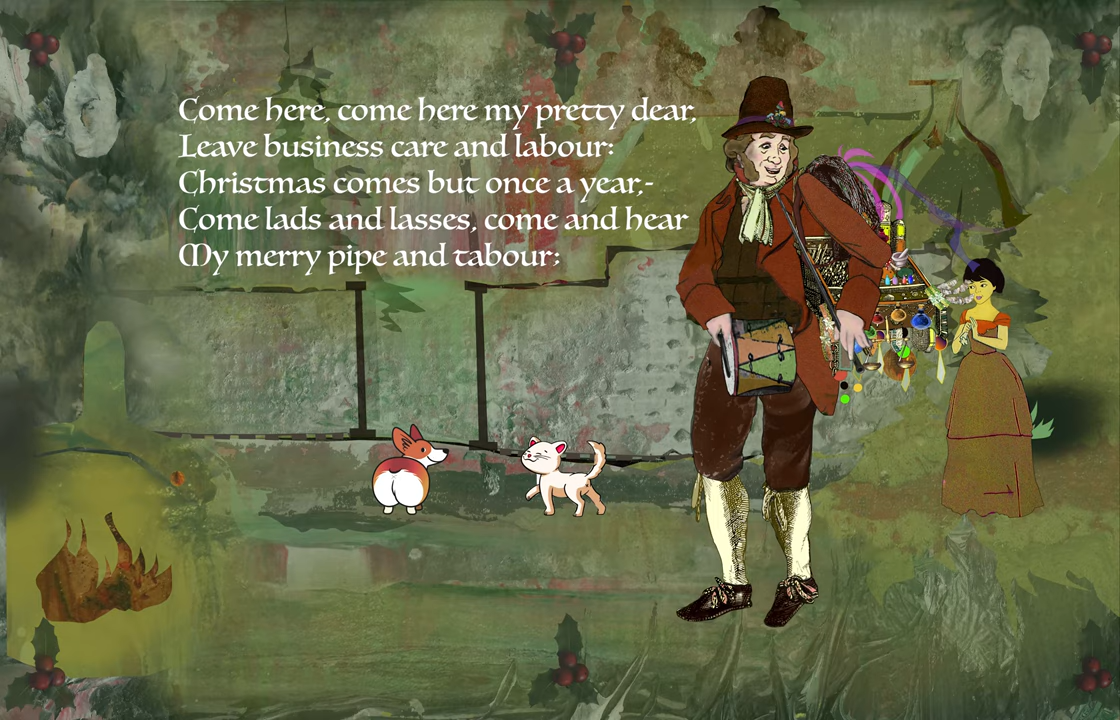 Come here, come here my pretty dear,
Leave business care and labour:
Christmas comes but once a year,-
Come lads and lasses, come and hear
My merry pipe and tabour;